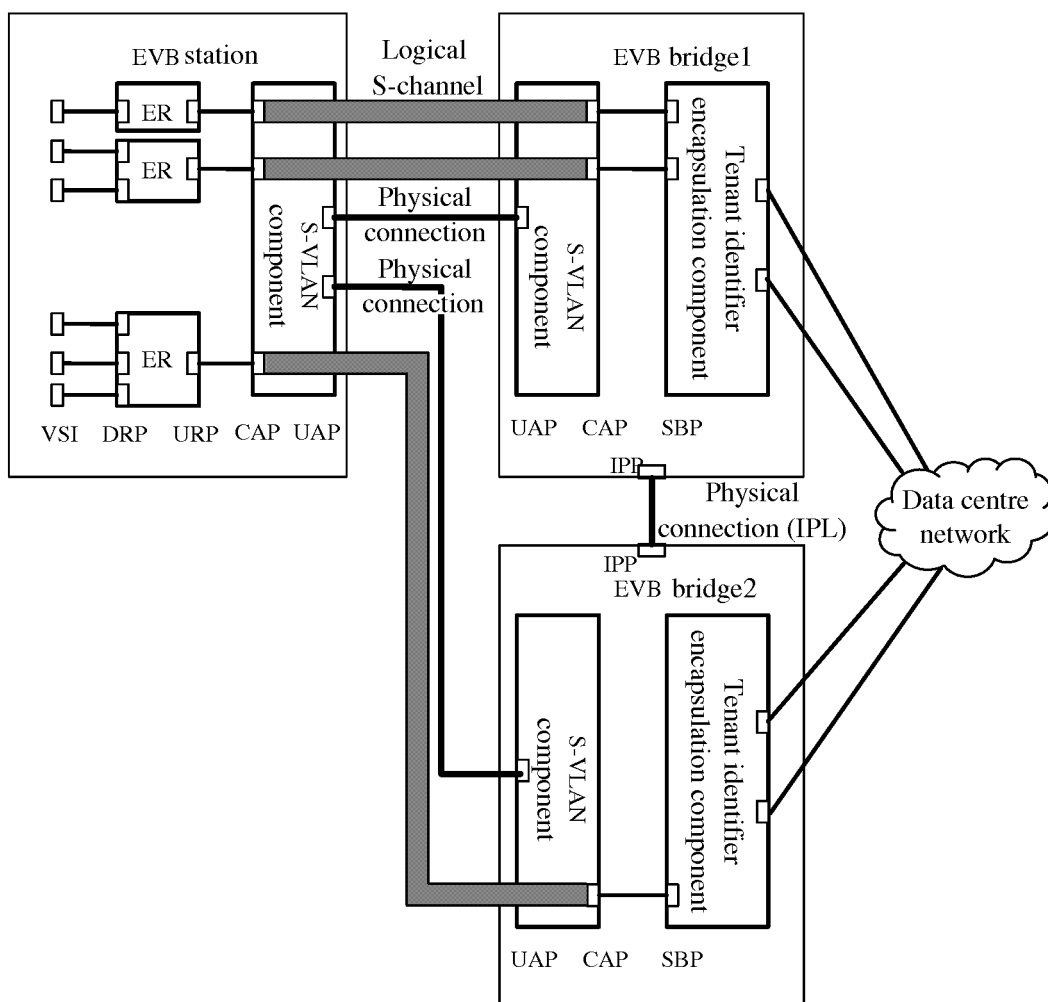 EVB station
Logical
S-channel
EVB bridge1
ER
ER
Physical
connection
Physical
connection
S-VLAN
component
S-VLAN
component
Tenant identifier
encapsulation component
ER
VSI DRP URP CAP UAP
UAP CAP SBP
IPP
Physical
connection (IPL)
Data centre
network
IPP
EVB bridge2
S-VLAN
component
Tenant identifier
encapsulation component
UAP CAP SBP